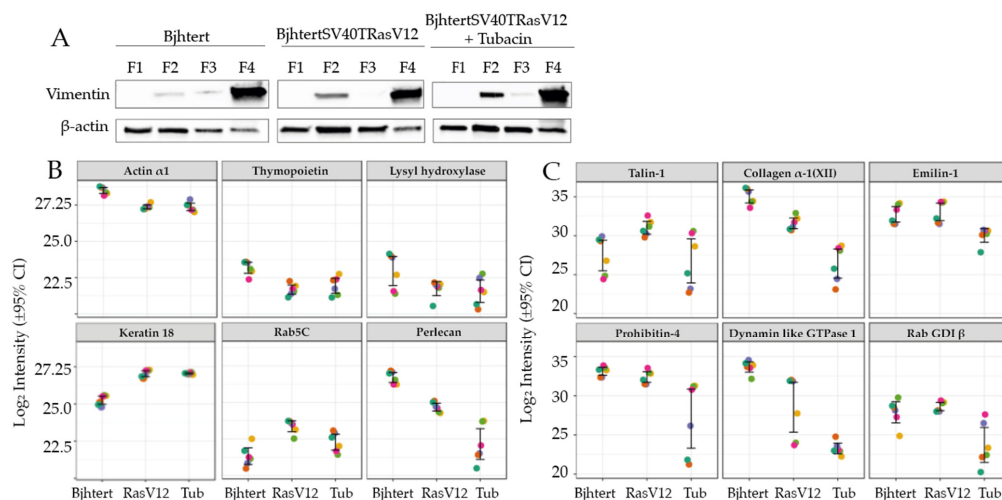 A
Bjhtert
BjhtertSV40TRasV12
BjhtertSV40TRasV12
+ Tubacin
F1 F2 F3 F4 F1 F2 F3 F4 F1 F2 F3 F4
Vimentin
β-actin
B
Actin α1 Thymopoietin Lysyl hydroxylase
27.25
25.0
22.5
Keratin 18 Rab5C Perlecan
27.25
25.0
22.5
Log₂ Intensity (±95% CI)
Bjhtert RasV12 Tub Bjhtert RasV12 Tub Bjhtert RasV12 Tub
C
Talin-1 Collagen α-1(XII) Emilin-1
35
30
25
20
Prohibitin-4 Dynamin like GTPase 1 Rab GDI β
35
30
25
20
Log₂ Intensity (±95% CI)
Bjhtert RasV12 Tub Bjhtert RasV12 Tub Bjhtert RasV12 Tub